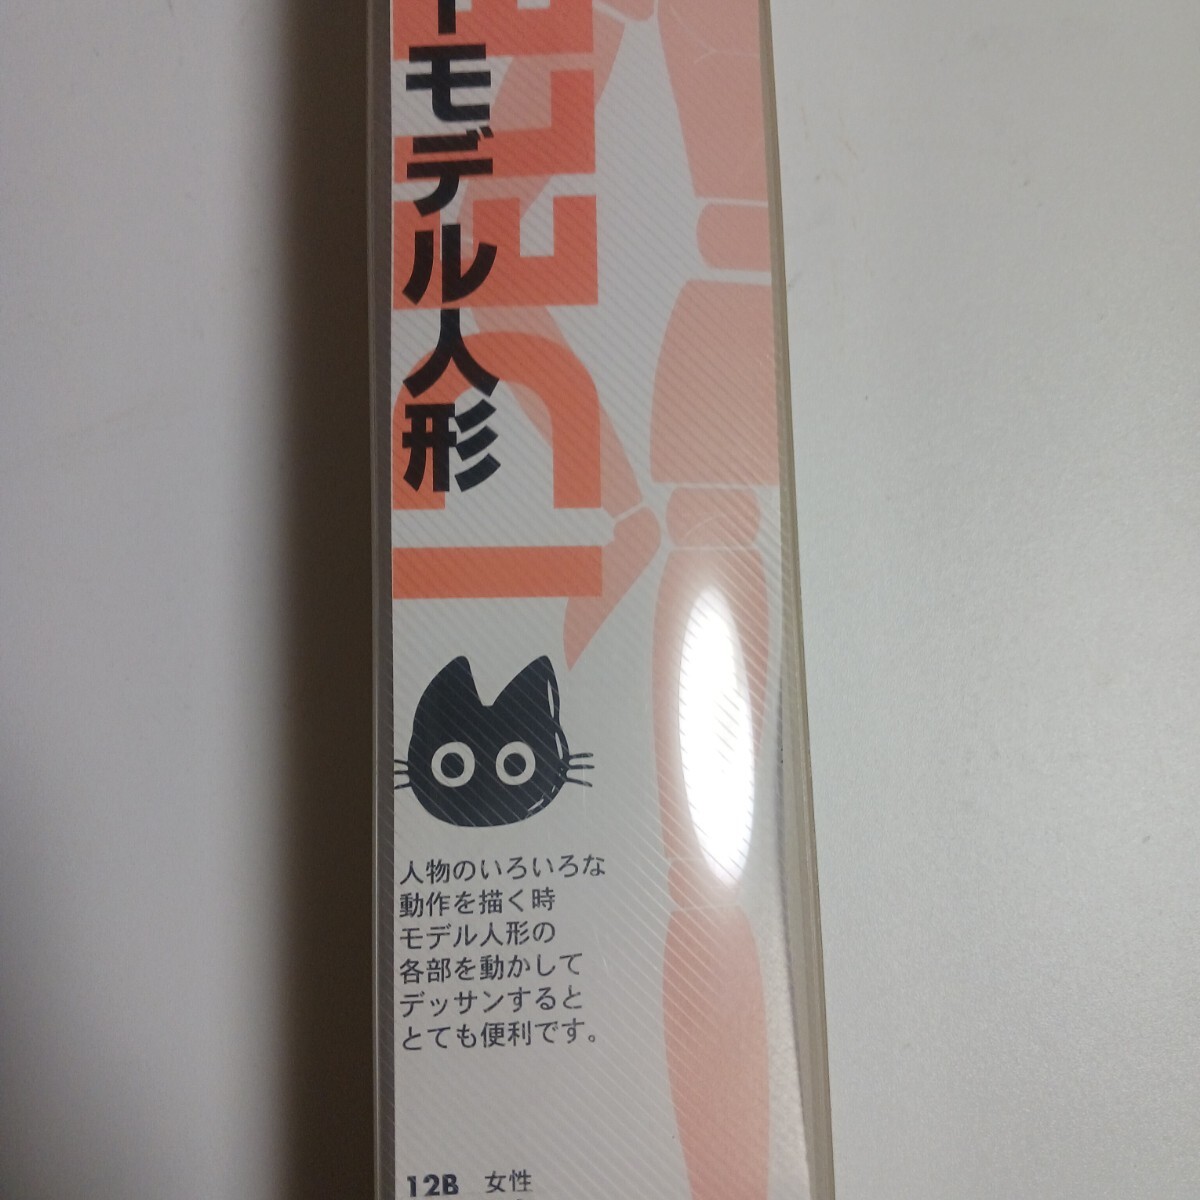 ーモデル人形
人物のいろいろな
動作を描く時
モデル人形の
各部を動かして
デッサンすると
とても便利です。
12B 女性